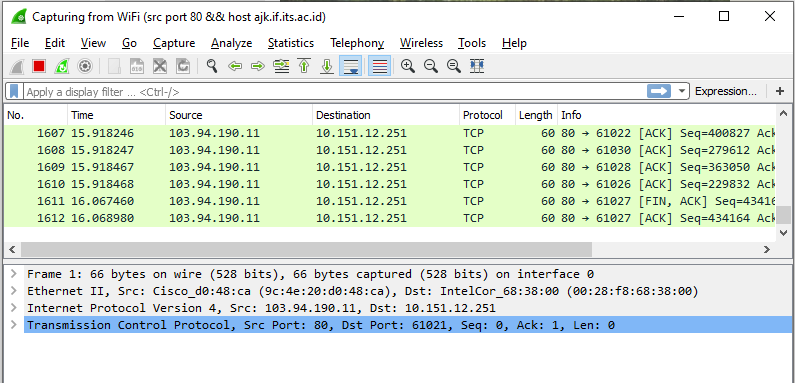 Capturing from WiFi (src port 80 && host ajk.if.its.ac.id)
File Edit View Go Capture Analyze Statistics Telephony Wireless Tools Help
Apply a display filter ... <Ctrl-/> Expression... +
No. Time Source Destination Protocol Length Info
1607 15.918246 103.94.190.11 10.151.12.251 TCP 60 80 → 61022 [ACK] Seq=400827 Ack
1608 15.918247 103.94.190.11 10.151.12.251 TCP 60 80 → 61030 [ACK] Seq=279612 Ack
1609 15.918467 103.94.190.11 10.151.12.251 TCP 60 80 → 61028 [ACK] Seq=363050 Ack
1610 15.918468 103.94.190.11 10.151.12.251 TCP 60 80 → 61026 [ACK] Seq=229832 Ack
1611 16.067460 103.94.190.11 10.151.12.251 TCP 60 80 → 61027 [FIN, ACK] Seq=43416
1612 16.068980 103.94.190.11 10.151.12.251 TCP 60 80 → 61027 [ACK] Seq=434164 Ack
Frame 1: 66 bytes on wire (528 bits), 66 bytes captured (528 bits) on interface 0
Ethernet II, Src: Cisco_d0:48:ca (9c:4e:20:d0:48:ca), Dst: IntelCor_68:38:00 (00:28:f8:68:38:00)
Internet Protocol Version 4, Src: 103.94.190.11, Dst: 10.151.12.251
Transmission Control Protocol, Src Port: 80, Dst Port: 61021, Seq: 0, Ack: 1, Len: 0